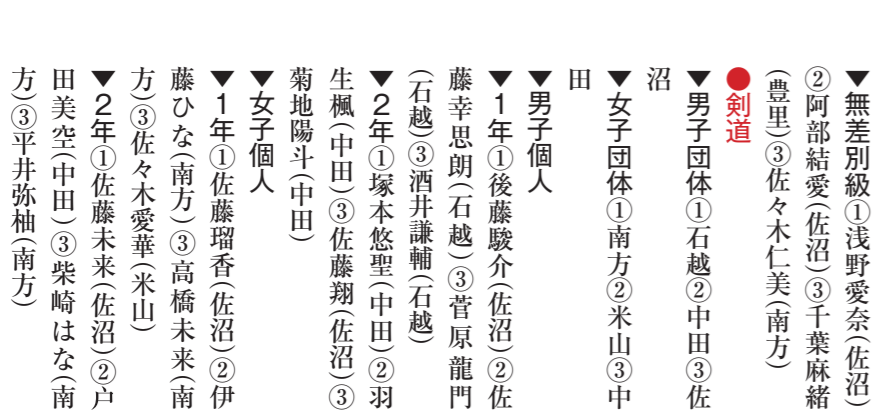 ▼無差別級①浅野愛奈(佐沼)
②阿部結愛(佐沼)③千葉麻緒
(豊里)③佐々木仁美(南方)
●剣道
▼男子団体①石越②中田③佐
沼
▼女子団体①南方②米山③中
田
▼男子個人
▼1年①後藤駿介(佐沼)②佐
藤幸思朗(石越)③菅原龍門
(石越)③酒井謙輔(石越)
▼2年①塚本悠聖(中田)②羽
生楓(中田)③佐藤翔(佐沼)③
菊地陽斗(中田)
▼女子個人
▼1年①佐藤瑠香(佐沼)②伊
藤ひな(南方)③高橋未来(南
方)③佐々木愛華(米山)
▼2年①佐藤未来(佐沼)②戸
田美空(中田)③柴崎はな(南
方)③平井弥柚(南方)